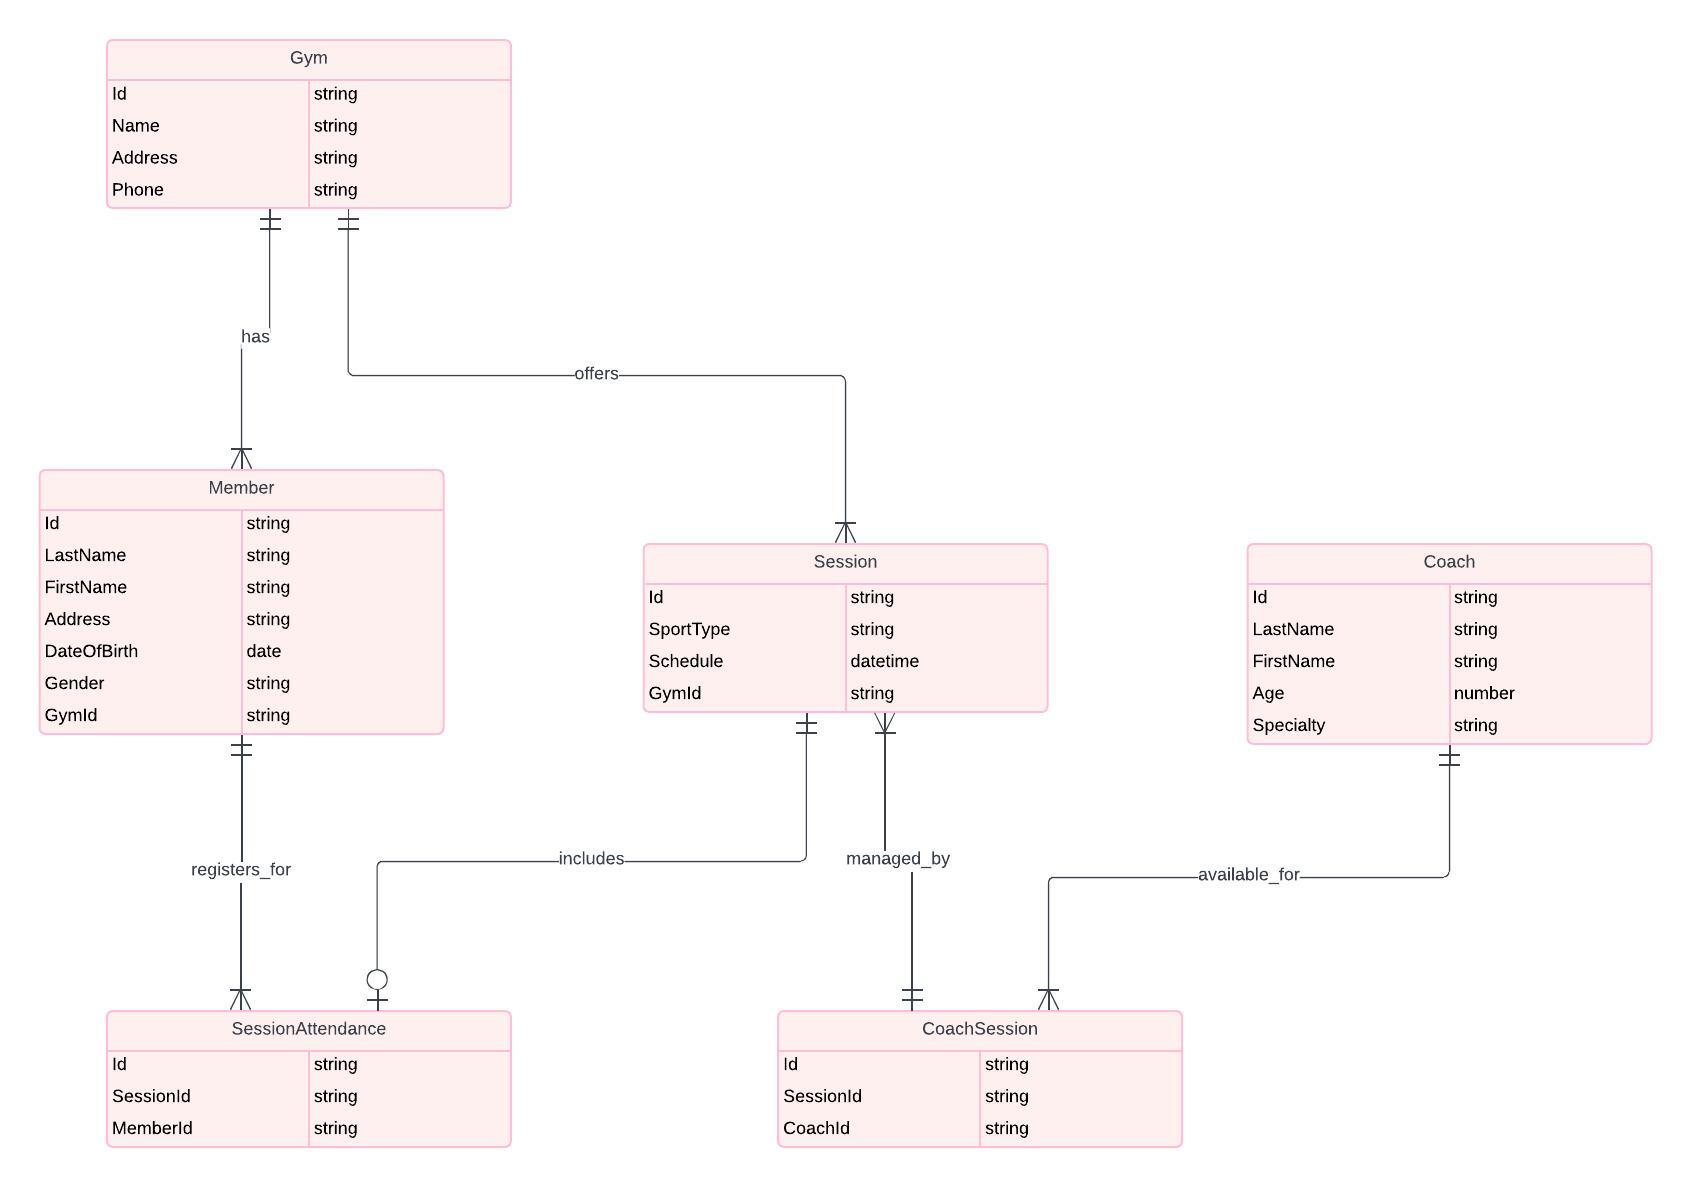 Gym
Id string
Name string
Address string
Phone string
has
offers
Member
Id string
LastName string
FirstName string
Address string
DateOfBirth date
Gender string
GymId string
Session
Id string
SportType string
Schedule datetime
GymId string
Coach
Id string
LastName string
FirstName string
Age number
Specialty string
registers_for
includes
managed_by
available_for
SessionAttendance
Id string
SessionId string
MemberId string
CoachSession
Id string
SessionId string
CoachId string